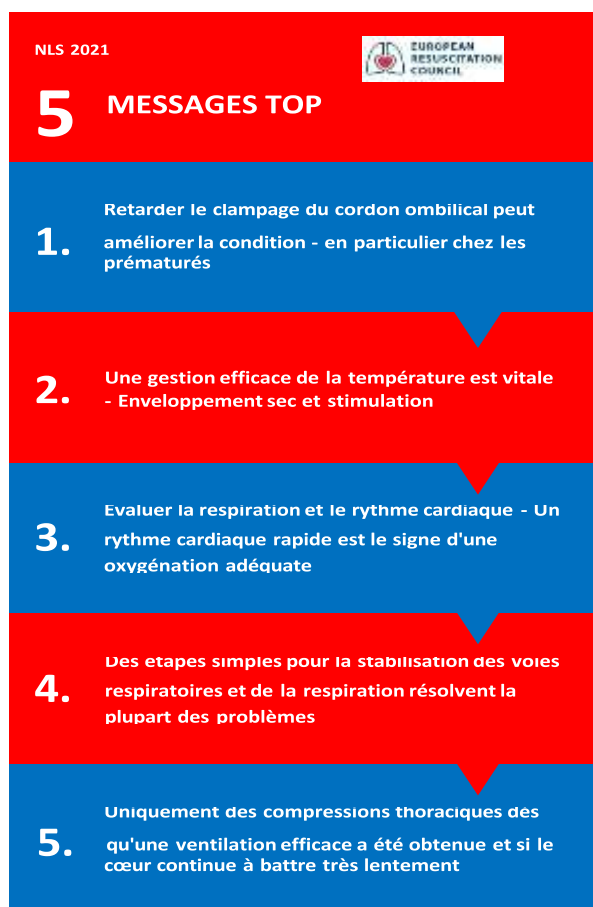 NLS 2021
EUROPEAN
RESUSCITATION
COUNCIL
5 MESSAGES TOP
1.
Retarder le clampage du cordon ombilical peut
améliorer la condition - en particulier chez les
prématurés
2.
Une gestion efficace de la température est vitale
- Enveloppement sec et stimulation
3.
Evaluer la respiration et le rythme cardiaque - Un
rythme cardiaque rapide est le signe d'une
oxygénation adéquate
4.
Des étapes simples pour la stabilisation des voies
respiratoires et de la respiration résolvent la
plupart des problèmes
5.
Uniquement des compressions thoraciques dès
qu'une ventilation efficace a été obtenue et si le
cœur continue à battre très lentement